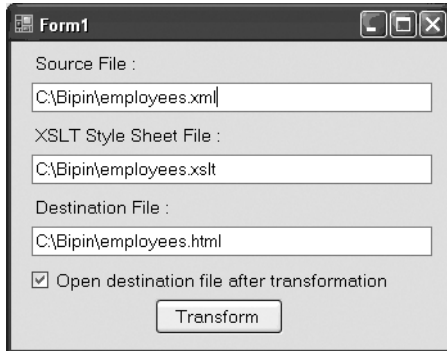 Form1
Source File :
C:\Bipin\employees.xml
XSLT Style Sheet File :
C:\Bipin\employees.xslt
Destination File :
C:\Bipin\employees.html
Open destination file after transformation
Transform